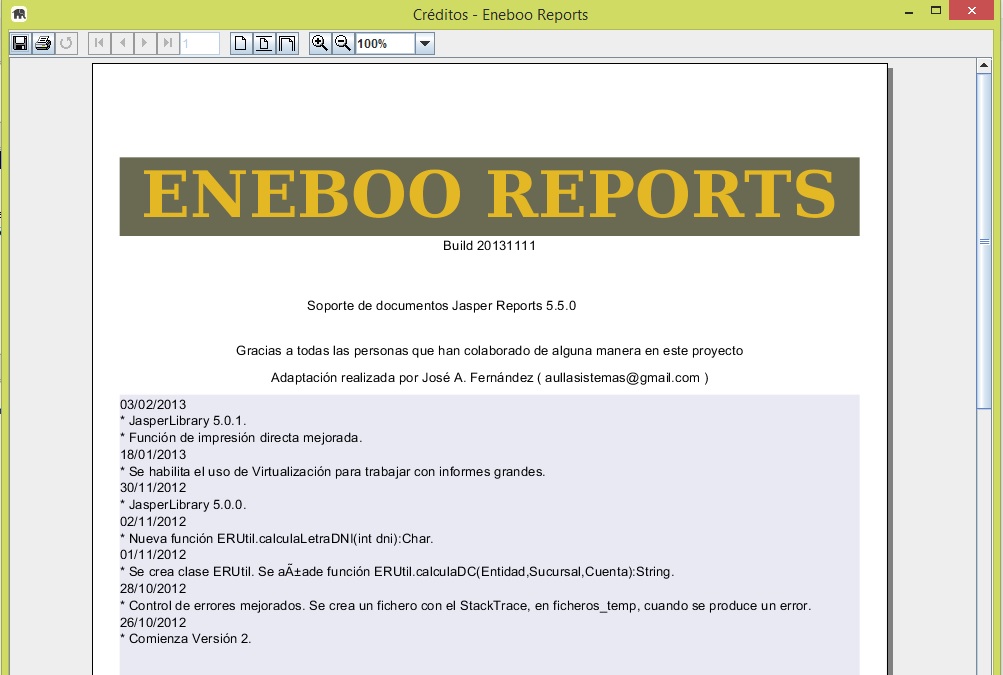 Créditos - Eneboo Reports
1
100%
ENEBOO REPORTS
Build 20131111
Soporte de documentos Jasper Reports 5.5.0
Gracias a todas las personas que han colaborado de alguna manera en este proyecto
Adaptación realizada por José A. Fernández ( aullasistemas@gmail.com )
03/02/2013
* JasperLibrary 5.0.1.
* Función de impresión directa mejorada.
18/01/2013
* Se habilita el uso de Virtualización para trabajar con informes grandes.
30/11/2012
* JasperLibrary 5.0.0.
02/11/2012
* Nueva función ERUtil.calculaLetraDNI(int dni):Char.
01/11/2012
* Se crea clase ERUtil. Se aÃ±ade función ERUtil.calculaDC(Entidad,Sucursal,Cuenta):String.
28/10/2012
* Control de errores mejorados. Se crea un fichero con el StackTrace, en ficheros_temp, cuando se produce un error.
26/10/2012
* Comienza Versión 2.